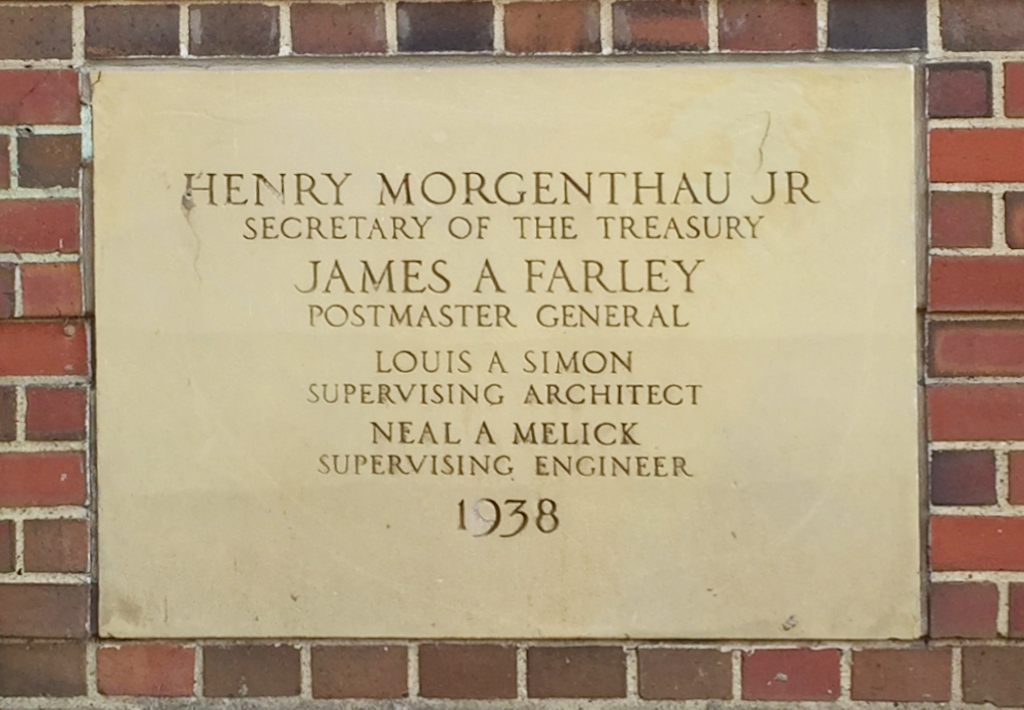 HENRY MORGENTHAU JR
SECRETARY OF THE TREASURY
JAMES A FARLEY
POSTMASTER GENERAL
LOUIS A SIMON
SUPERVISING ARCHITECT
NEAL A MELICK
SUPERVISING ENGINEER
1938